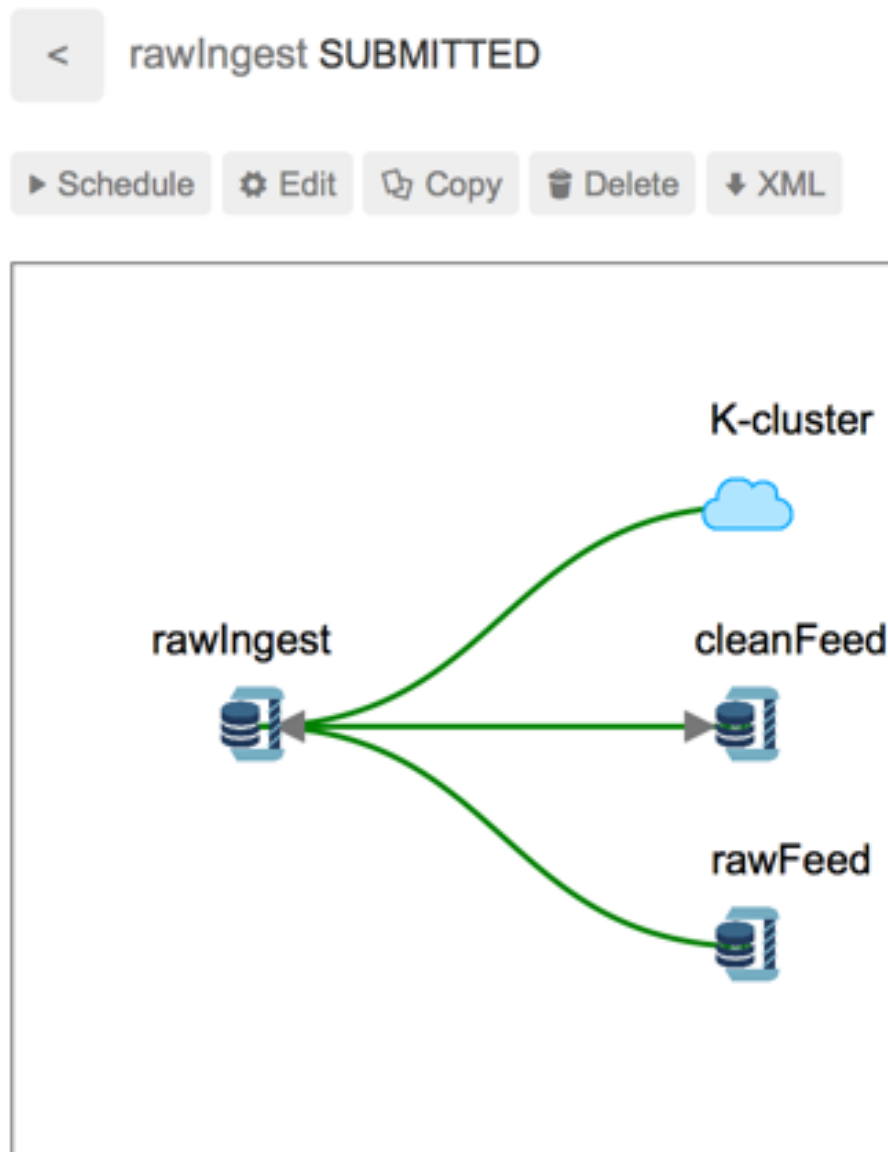 < rawIngest SUBMITTED
Schedule Edit Copy Delete XML
K-cluster
rawIngest cleanFeed
rawFeed